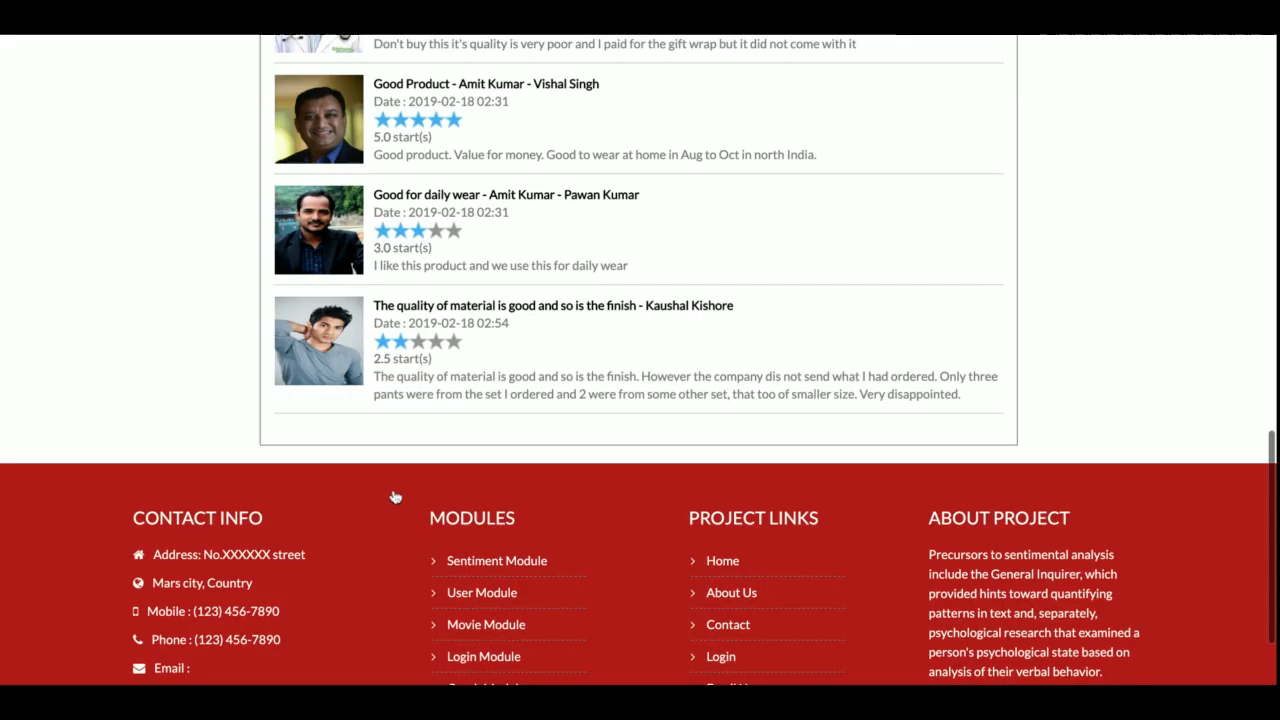 Don't buy this it's quality is very poor and I paid for the gift wrap but it did not come with it
Good Product - Amit Kumar - Vishal Singh
Date : 2019-02-18 02:31
5.0 start(s)
Good product. Value for money. Good to wear at home in Aug to Oct in north India.
Good for daily wear - Amit Kumar - Pawan Kumar
Date : 2019-02-18 02:31
3.0 start(s)
I like this product and we use this for daily wear
The quality of material is good and so is the finish - Kaushal Kishore
Date : 2019-02-18 02:54
2.5 start(s)
The quality of material is good and so is the finish. However the company dis not send what I had ordered. Only three
pants were from the set I ordered and 2 were from some other set, that too of smaller size. Very disappointed.
CONTACT INFO
Address: No.XXXXXX street
Mars city, Country
Mobile : (123) 456-7890
Phone : (123) 456-7890
Email :
MODULES
Sentiment Module
User Module
Movie Module
Login Module
PROJECT LINKS
Home
About Us
Contact
Login
ABOUT PROJECT
Precursors to sentimental analysis
include the General Inquirer, which
provided hints toward quantifying
patterns in text and, separately,
psychological research that examined a
person's psychological state based on
analysis of their verbal behavior.